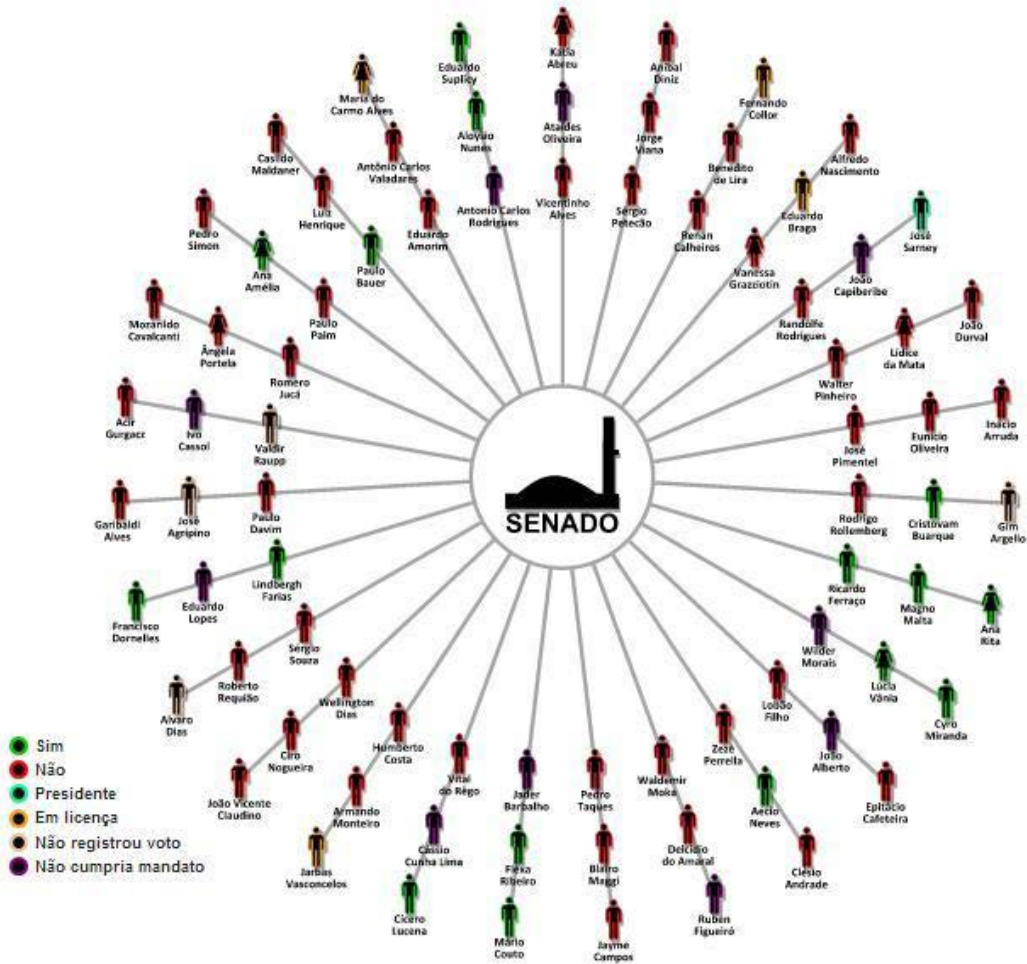 Kátia
Abreu
Ataídes
Oliveira
Vicentinho
Alves
Aníbal
Diniz
Jorge
Viana
Sérgio
Petecão
Fernando
Collor
Benedito
de Lira
Renan
Calheiros
Alfredo
Nascimento
Eduardo
Braga
Vanessa
Grazziotin
José
Sarney
João
Capiberibe
Randolfe
Rodrigues
João
Durval
Lídice
da Mata
Walter
Pinheiro
Inácio
Arruda
Eunício
Oliveira
José
Pimentel
Gim
Argello
Cristovam
Buarque
Rodrigo
Rollemberg
Ana
Rita
Magno
Malta
Ricardo
Ferraço
Cyro
Miranda
Lúcia
Vânia
Wilder
Morais
Epitácio
Cafeteira
João
Alberto
Lobão
Filho
Clésio
Andrade
Aecio
Neves
Zezé
Perrella
Ruben
Figueiró
Delcídio
do Amaral
Waldemir
Moka
Jayme
Campos
Blairo
Maggi
Pedro
Taques
Mário
Couto
Flexa
Ribeiro
Jader
Barbalho
Cícero
Lucena
Cássio
Cunha Lima
Vital
do Rêgo
Jarbas
Vasconcelos
Armando
Monteiro
Humberto
Costa
João Vicente
Claudino
Ciro
Nogueira
Wellington
Dias
Alvaro
Dias
Roberto
Requião
Sérgio
Souza
Francisco
Dornelles
Eduardo
Lopes
Lindbergh
Farias
Garibaldi
Alves
José
Agripino
Paulo
Davim
Acir
Gurgacz
Ivo
Cassol
Valdir
Raupp
Mozarildo
Cavalcanti
Ângela
Portela
Romero
Jucá
Pedro
Simon
Ana
Amélia
Paulo
Paim
Casildo
Maldaner
Luiz
Henrique
Paulo
Bauer
Maria do
Carmo Alves
Antônio Carlos
Valadares
Eduardo
Amorim
Eduardo
Suplicy
Aloysio
Nunes
Antonio Carlos
Rodrigues
SENADO
Sim
Não
Presidente
Em licença
Não registrou voto
Não cumpria mandato